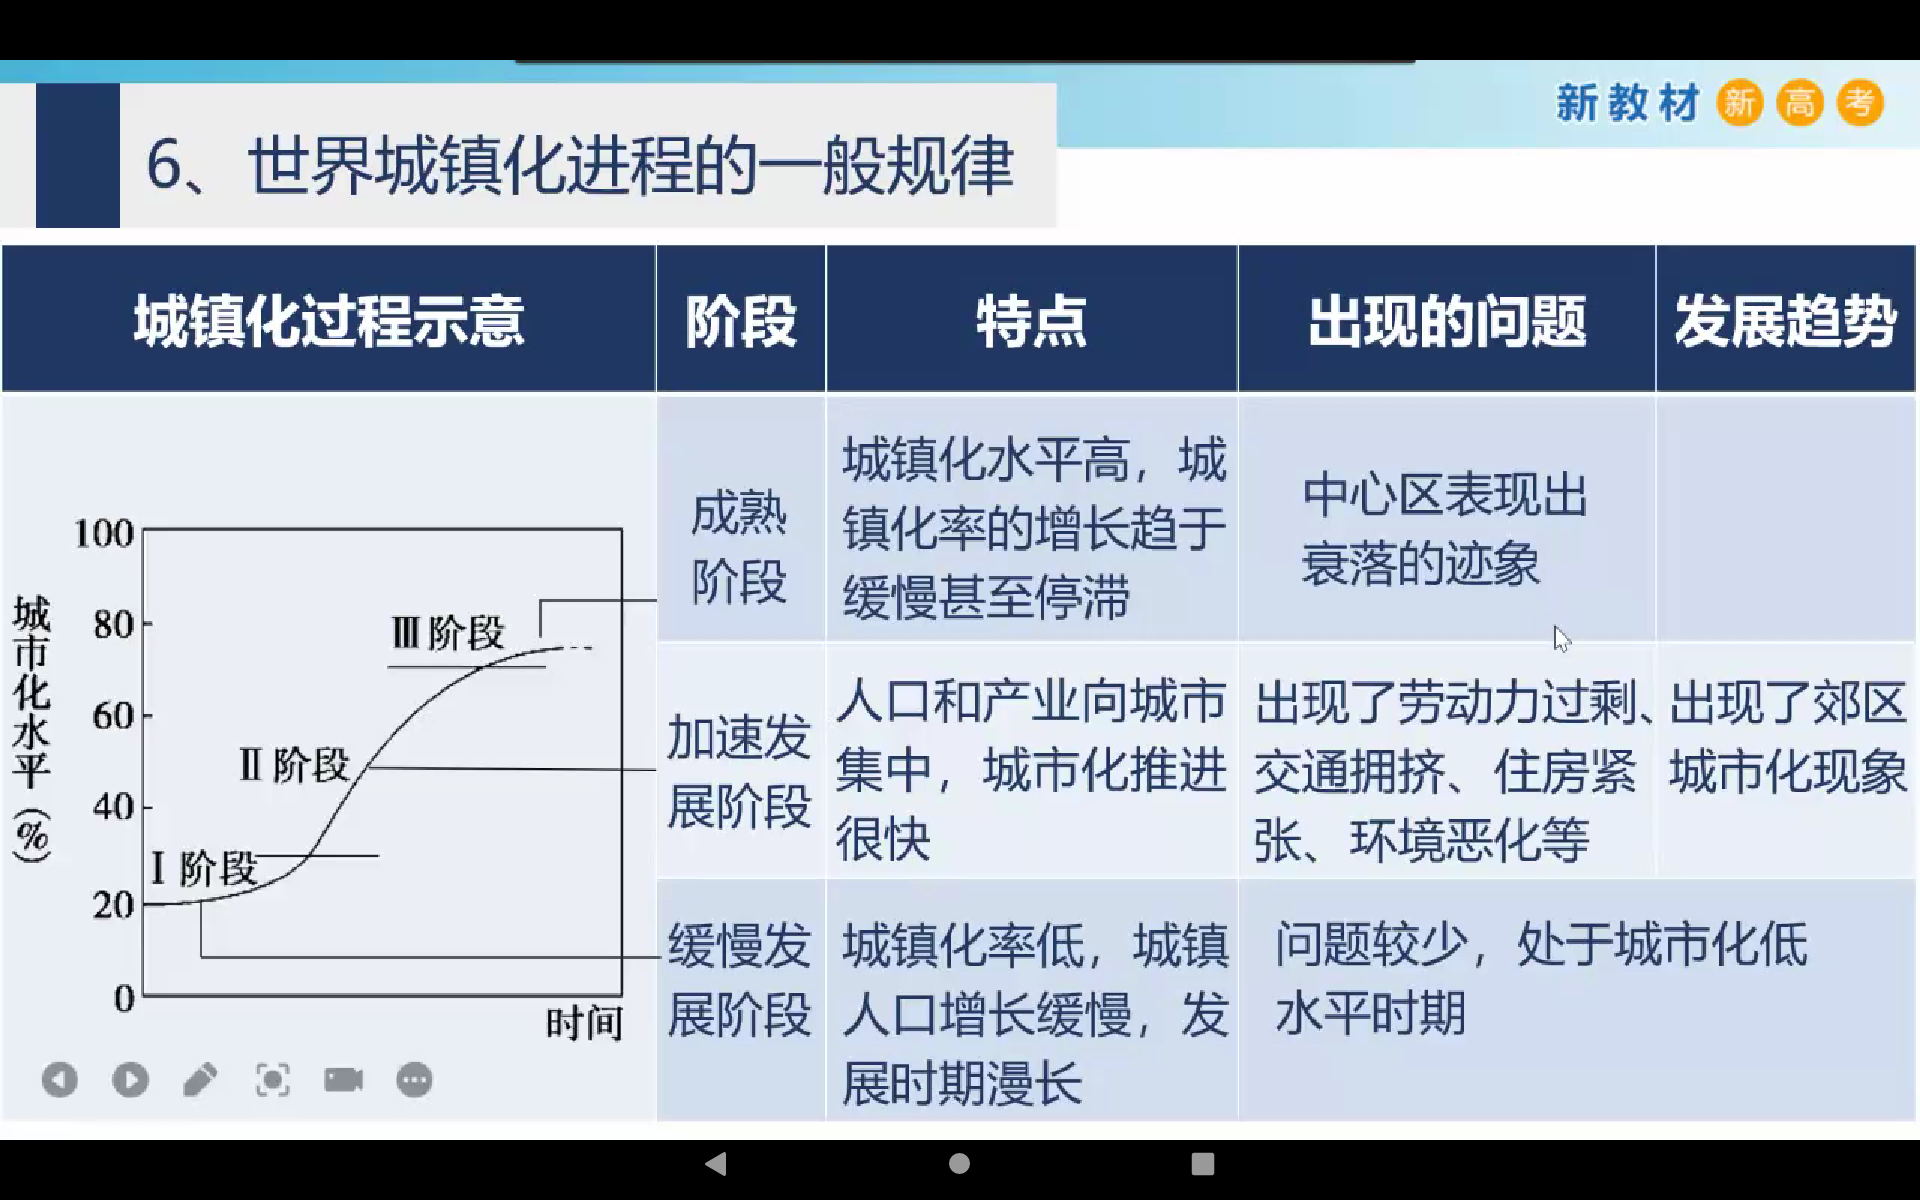 新教材 新 高 考
6、世界城镇化进程的一般规律
城镇化过程示意
阶段
特点
出现的问题
发展趋势
城市化水平(%)
100
80
60
40
20
0
Ⅲ阶段
Ⅱ阶段
Ⅰ阶段
时间
成熟
阶段
城镇化水平高，城
镇化率的增长趋于
缓慢甚至停滞
中心区表现出
衰落的迹象
加速发
展阶段
人口和产业向城市
集中，城市化推进
很快
出现了劳动力过剩、
交通拥挤、住房紧
张、环境恶化等
出现了郊区
城市化现象
缓慢发
展阶段
城镇化率低，城镇
人口增长缓慢，发
展时期漫长
问题较少，处于城市化低
水平时期